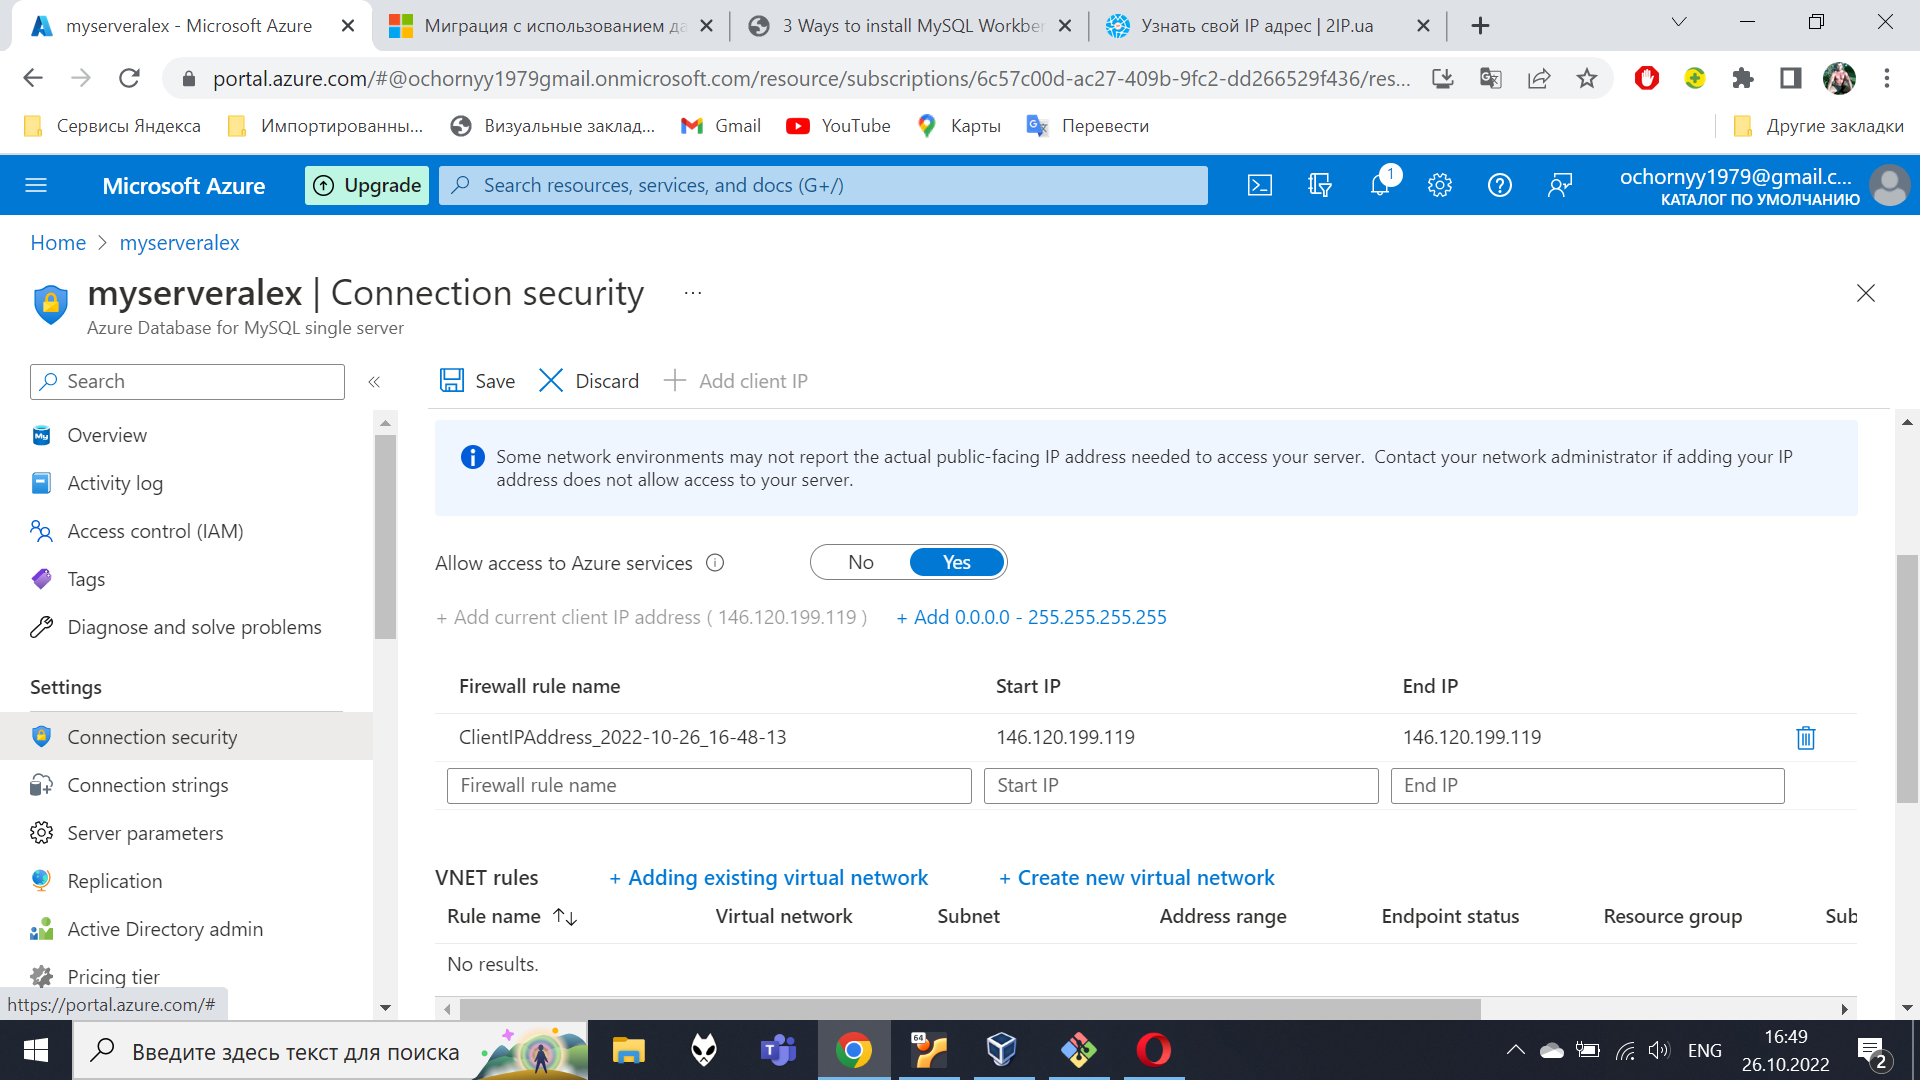 myserveralex - Microsoft Azure
Миграция с использованием да
3 Ways to install MySQL Workber
Узнать свой IP адрес | 2IP.ua
portal.azure.com/#@ochornyy1979gmail.onmicrosoft.com/resource/subscriptions/6c57c00d-ac27-409b-9fc2-dd266529f436/res...
Сервисы Яндекса
Импортированны...
Визуальные заклад...
Gmail
YouTube
Карты
Перевести
Другие закладки
Microsoft Azure
Upgrade
Search resources, services, and docs (G+/)
1
ochornyy1979@gmail.c...
КАТАЛОГ ПО УМОЛЧАНИЮ
Home > myserveralex
myserveralex | Connection security ...
Azure Database for MySQL single server
Search
«
Save
Discard
+ Add client IP
Overview
Activity log
Access control (IAM)
Tags
Diagnose and solve problems
Settings
Connection security
Connection strings
Server parameters
Replication
Active Directory admin
Pricing tier
https://portal.azure.com/#
Some network environments may not report the actual public-facing IP address needed to access your server. Contact your network administrator if adding your IP
address does not allow access to your server.
Allow access to Azure services
No
Yes
+ Add current client IP address ( 146.120.199.119 )
+ Add 0.0.0.0 - 255.255.255.255
Firewall rule name
Start IP
End IP
ClientIPAddress_2022-10-26_16-48-13
146.120.199.119
146.120.199.119
Firewall rule name
Start IP
End IP
VNET rules
+ Adding existing virtual network
+ Create new virtual network
Rule name
Virtual network
Subnet
Address range
Endpoint status
Resource group
Sub
No results.
Введите здесь текст для поиска
64
ENG
16:49
26.10.2022
2